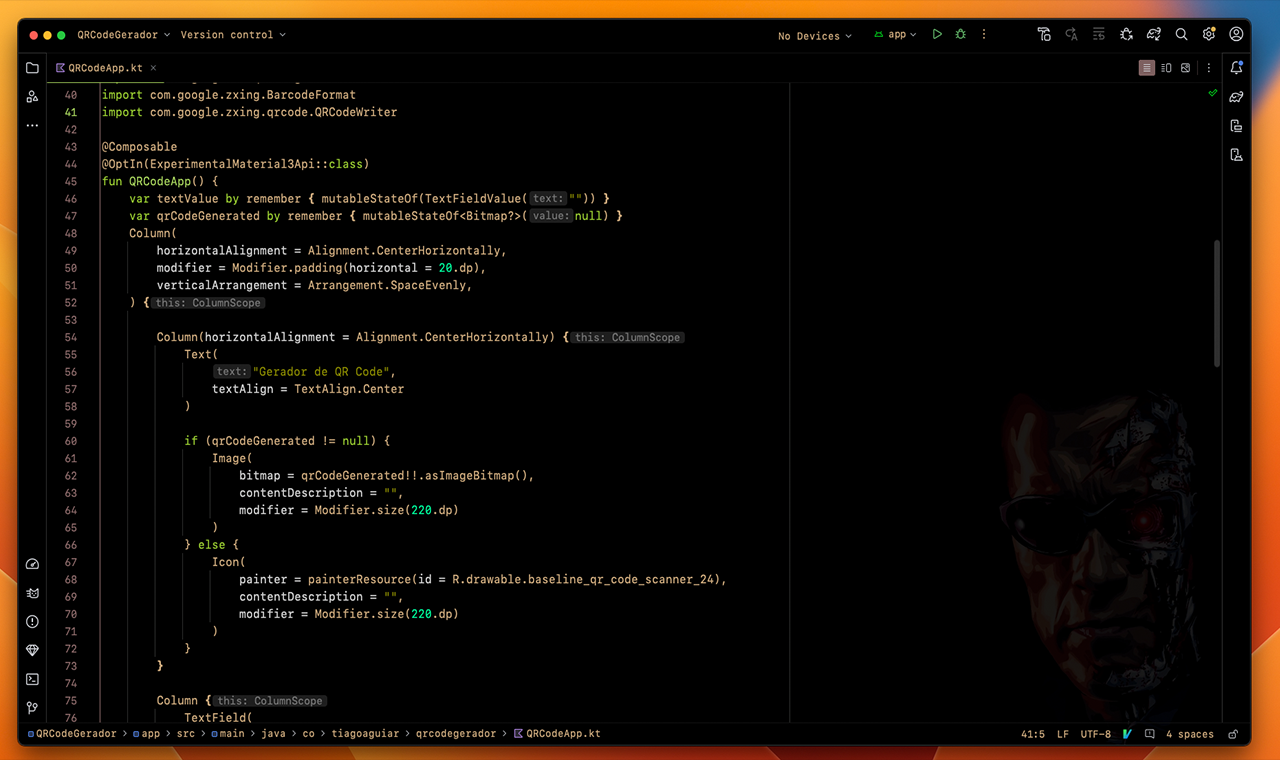 QRCodeGerador Version control No Devices app
QRCodeApp.kt
40 import com.google.zxing.BarcodeFormat
41 import com.google.zxing.qrcode.QRCodeWriter
42
43 @Composable
44 @OptIn(ExperimentalMaterial3Api::class)
45 fun QRCodeApp() {
46 var textValue by remember { mutableStateOf(TextFieldValue( text: "")) }
47 var qrCodeGenerated by remember { mutableStateOf<Bitmap?>( value: null) }
48 Column(
49 horizontalAlignment = Alignment.CenterHorizontally,
50 modifier = Modifier.padding(horizontal = 20.dp),
51 verticalArrangement = Arrangement.SpaceEvenly,
52 ) { this: ColumnScope
53
54 Column(horizontalAlignment = Alignment.CenterHorizontally) { this: ColumnScope
55 Text(
56 text: "Gerador de QR Code",
57 textAlign = TextAlign.Center
58 )
59
60 if (qrCodeGenerated != null) {
61 Image(
62 bitmap = qrCodeGenerated!!.asImageBitmap(),
63 contentDescription = "",
64 modifier = Modifier.size(220.dp)
65 )
66 } else {
67 Icon(
68 painter = painterResource(id = R.drawable.baseline_qr_code_scanner_24),
69 contentDescription = "",
70 modifier = Modifier.size(220.dp)
71 )
72 }
73 }
74
75 Column { this: ColumnScope
76 TextField(
QRCodeGerador > app > src > main > java > co > tiagoaguiar > qrcodegerador > QRCodeApp.kt 41:5 LF UTF-8 4 spaces